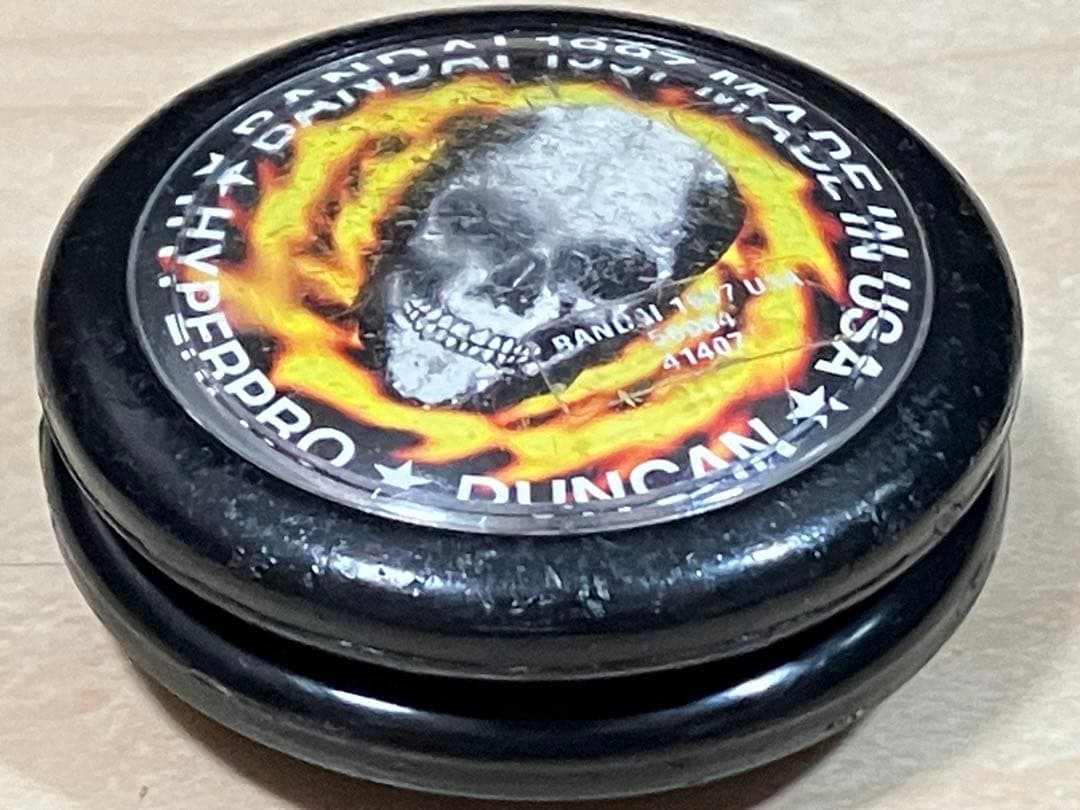 ★ BANDAI 1997 MADE IN USA ★
HYPERPRO ★ DUNCAN
BANDAI 1997 USA
41407